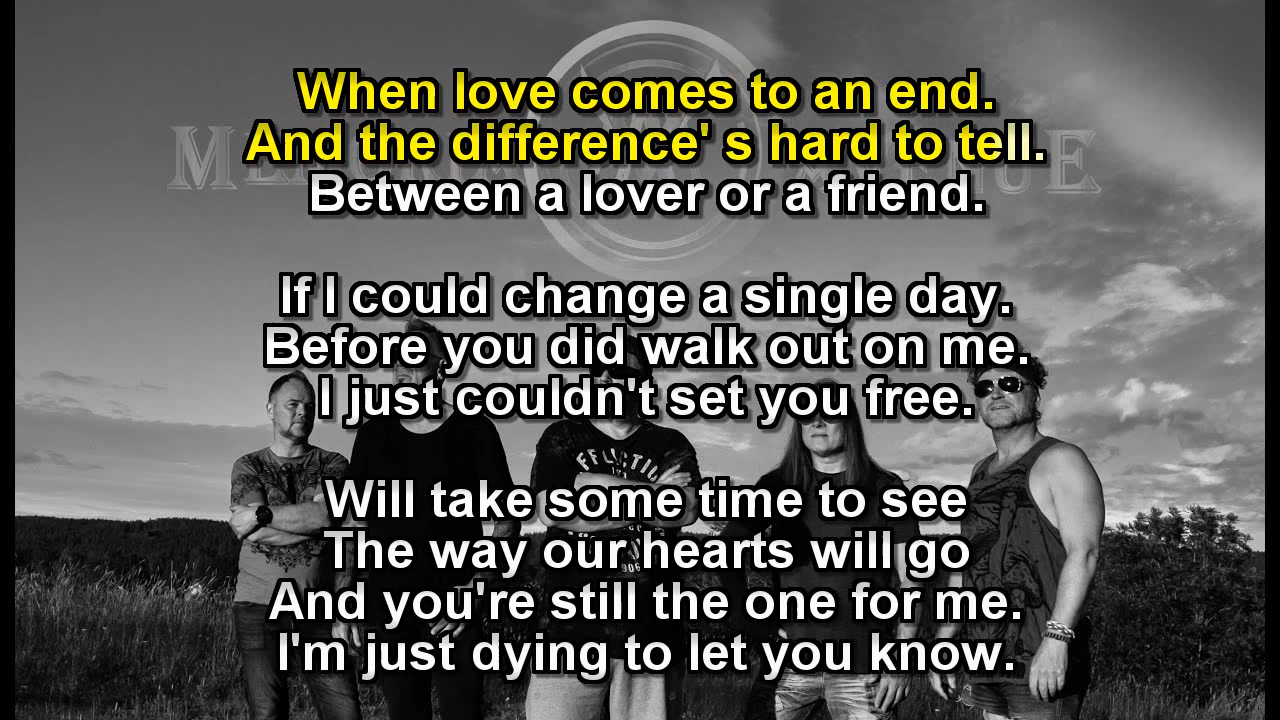 When love comes to an end.
And the difference' s hard to tell.
Between a lover or a friend.
If I could change a single day.
Before you did walk out on me.
I just couldn't set you free.
Will take some time to see
The way our hearts will go
And you're still the one for me.
I'm just dying to let you know.